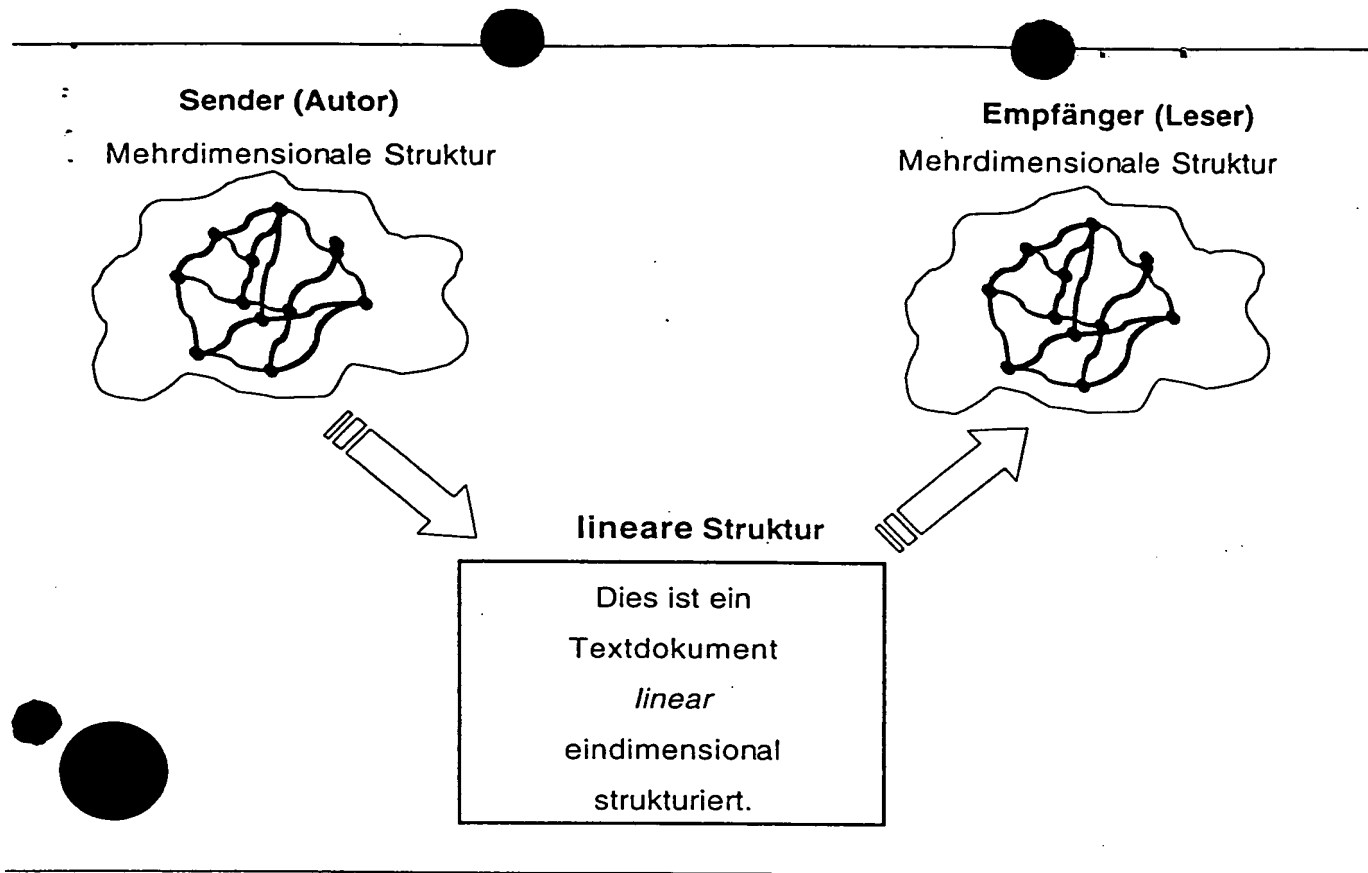 Sender (Autor)
Mehrdimensionale Struktur
Empfänger (Leser)
Mehrdimensionale Struktur
lineare Struktur
Dies ist ein
Textdokument
linear
eindimensional
strukturiert.